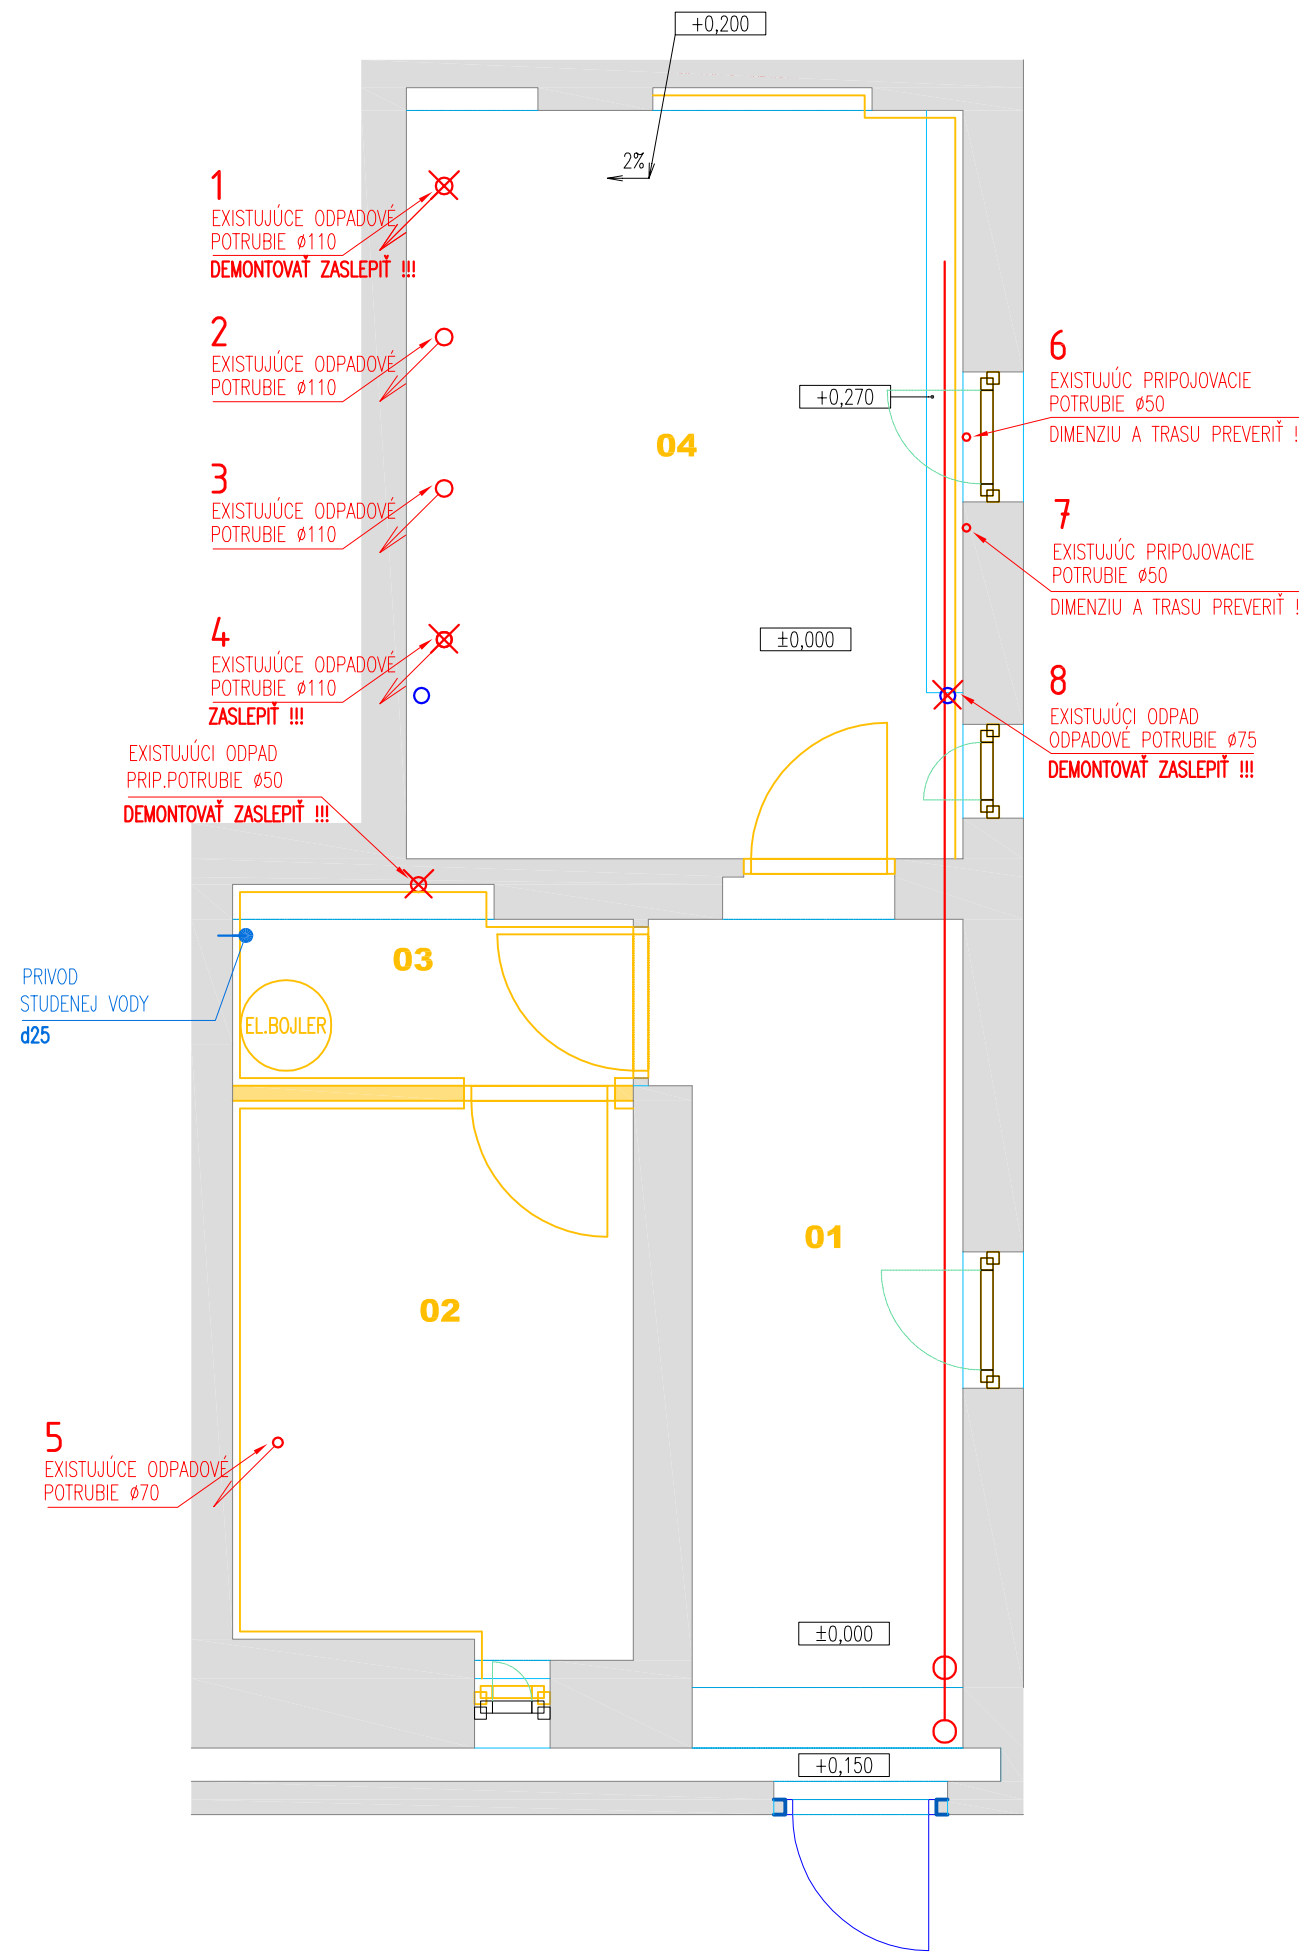 +0,200
2%
1
EXISTUJÚCE ODPADOVÉ
POTRUBIE ø110
DEMONTOVAŤ ZASLEPIŤ !!!
2
EXISTUJÚCE ODPADOVÉ
POTRUBIE ø110
3
EXISTUJÚCE ODPADOVÉ
POTRUBIE ø110
4
EXISTUJÚCE ODPADOVÉ
POTRUBIE ø110
ZASLEPIŤ !!!
EXISTUJÚCI ODPAD
PRIP.POTRUBIE ø50
DEMONTOVAŤ ZASLEPIŤ !!!
+0,270
04
±0,000
6
EXISTUJÚC PRIPOJOVACIE
POTRUBIE ø50
DIMENZIU A TRASU PREVERIŤ !
7
EXISTUJÚC PRIPOJOVACIE
POTRUBIE ø50
DIMENZIU A TRASU PREVERIŤ !
8
EXISTUJÚCI ODPAD
ODPADOVÉ POTRUBIE ø75
DEMONTOVAŤ ZASLEPIŤ !!!
03
PRIVOD
STUDENEJ VODY
d25
EL.BOJLER
01
02
5
EXISTUJÚCE ODPADOVÉ
POTRUBIE ø70
±0,000
+0,150